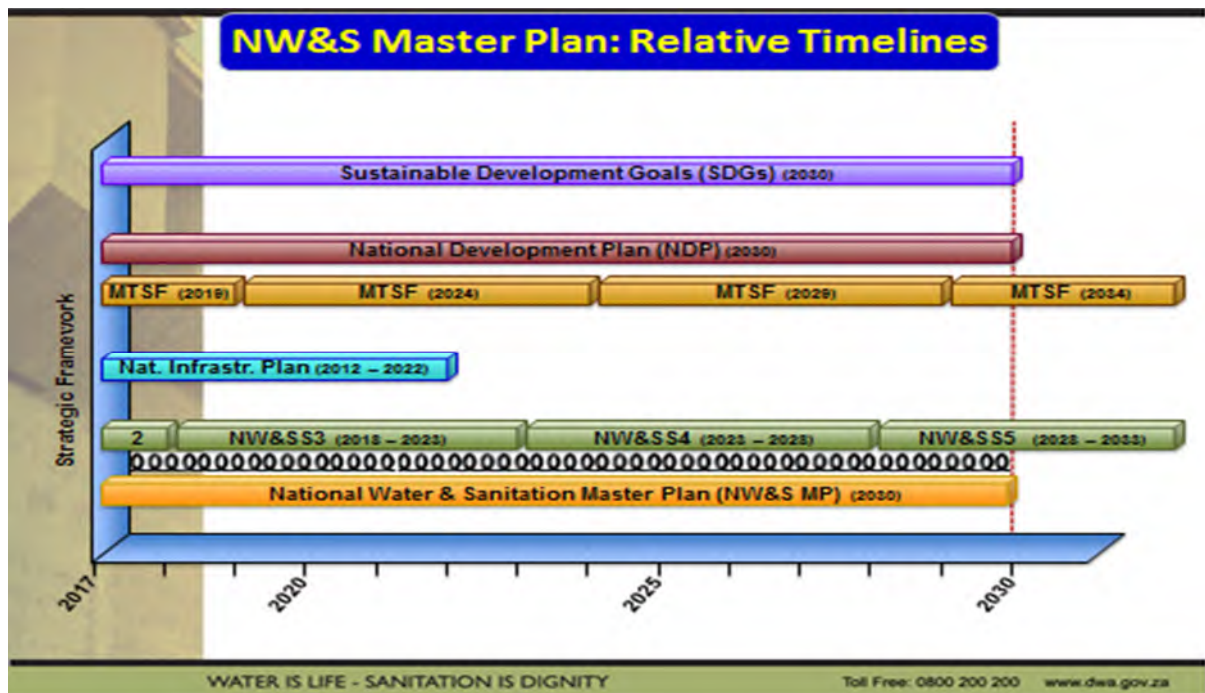 NW&S Master Plan: Relative Timelines
Strategic Framework
Sustainable Development Goals (SDGs) (2030)
National Development Plan (NDP) (2030)
MTSF (2019) MTSF (2024) MTSF (2029) MTSF (2034)
Nat. Infrastr. Plan (2012 – 2022)
2 NW&SS3 (2018 – 2023) NW&SS4 (2023 – 2028) NW&SS5 (2028 – 2033)
National Water & Sanitation Master Plan (NW&S MP) (2030)
2017 2020 2025 2030
WATER IS LIFE - SANITATION IS DIGNITY Toll Free: 0800 200 200 www.dwa.gov.za